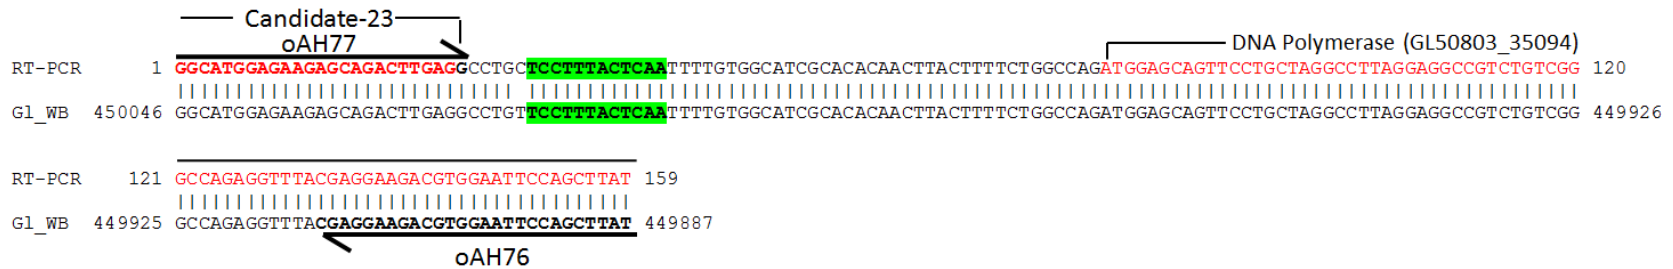 Candidate-23
oAH77
DNA Polymerase (GL50803_35094)
RT-PCR 1 GGCATGGAGAAGAGCAGACTTGAGGCCTGCTCCTTTACTCAATTTTGTGGCATCGCACACAACTTACTTTTCTGGCCAGATGGAGCAGTTCCTGCTAGGCCTTAGGAGGCCGTCTGTCGG 120
Gl_WB 450046 GGCATGGAGAAGAGCAGACTTGAGGCCTGTTCCTTTACTCAATTTTGTGGCATCGCACACAACTTACTTTTCTGGCCAGATGGAGCAGTTCCTGCTAGGCCTTAGGAGGCCGTCTGTCGG 449926
RT-PCR 121 GCCAGAGGTTTACGAGGAAGACGTGGAATTCCAGCTTAT 159
Gl_WB 449925 GCCAGAGGTTTACGAGGAAGACGTGGAATTCCAGCTTAT 449887
oAH76